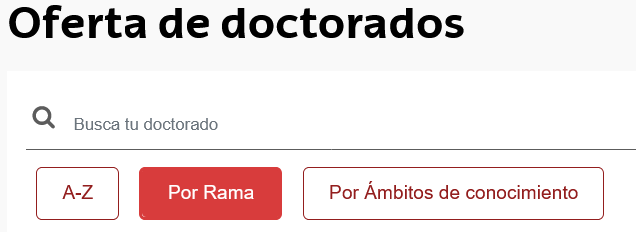 Oferta de doctorados
Busca tu doctorado
A-Z Por Rama Por Ámbitos de conocimiento